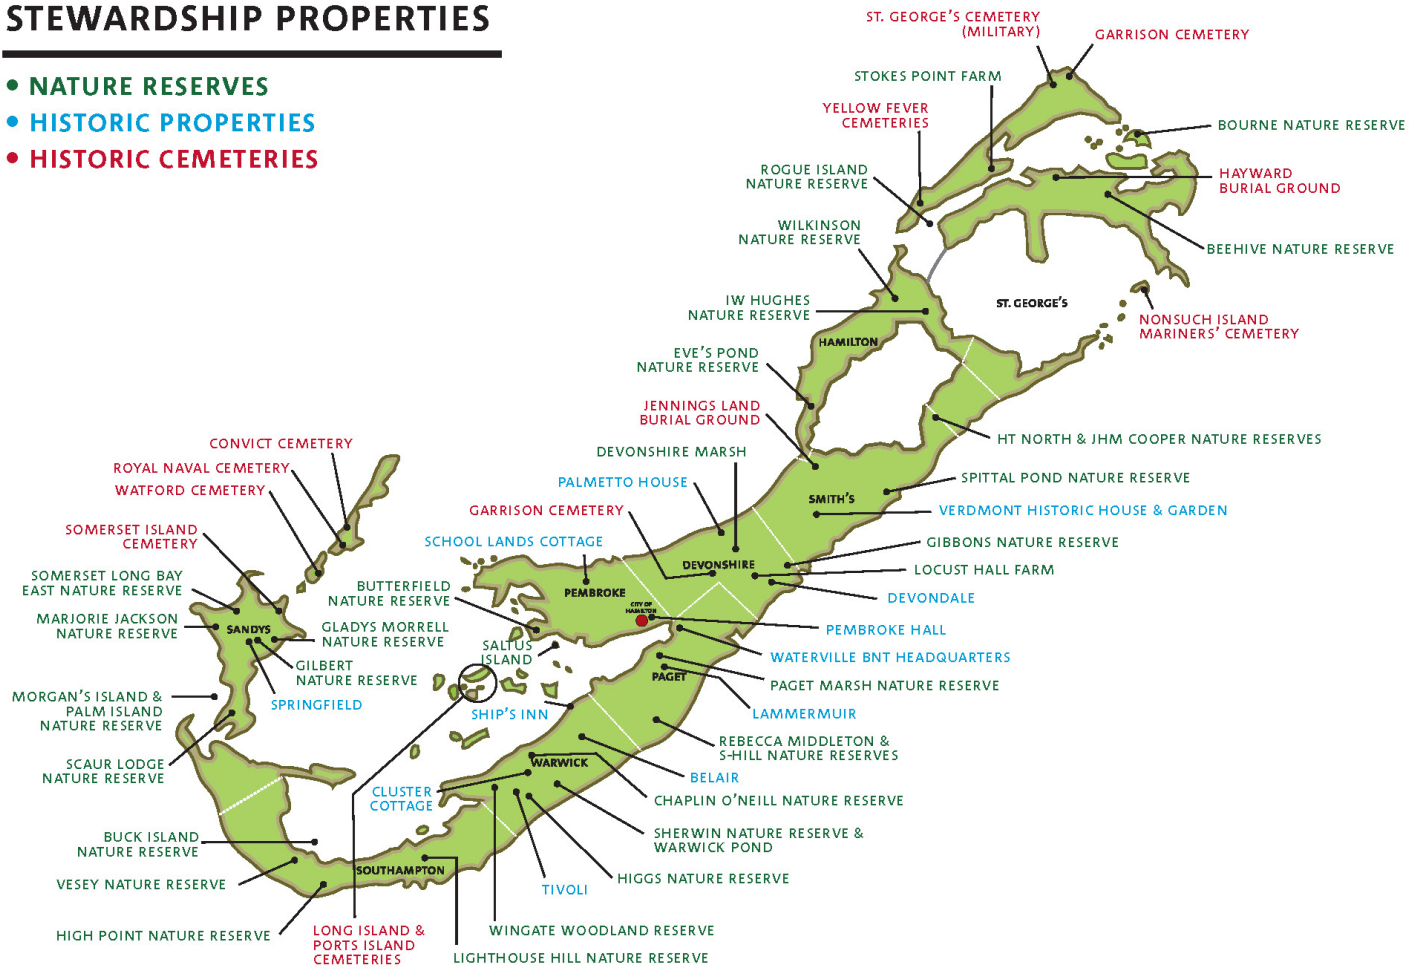 STEWARDSHIP PROPERTIES
• NATURE RESERVES
• HISTORIC PROPERTIES
• HISTORIC CEMETERIES
ST. GEORGE'S CEMETERY
(MILITARY)
GARRISON CEMETERY
STOKES POINT FARM
YELLOW FEVER
CEMETERIES
BOURNE NATURE RESERVE
ROGUE ISLAND
NATURE RESERVE
HAYWARD
BURIAL GROUND
WILKINSON
NATURE RESERVE
BEEHIVE NATURE RESERVE
IW HUGHES
NATURE RESERVE
ST. GEORGE'S
NONSUCH ISLAND
MARINERS' CEMETERY
HAMILTON
EVE'S POND
NATURE RESERVE
JENNINGS LAND
BURIAL GROUND
HT NORTH & JHM COOPER NATURE RESERVES
CONVICT CEMETERY
ROYAL NAVAL CEMETERY
WATFORD CEMETERY
DEVONSHIRE MARSH
PALMETTO HOUSE
SPITTAL POND NATURE RESERVE
SMITH'S
GARRISON CEMETERY
VERDMONT HISTORIC HOUSE & GARDEN
SOMERSET ISLAND
CEMETERY
SCHOOL LANDS COTTAGE
GIBBONS NATURE RESERVE
DEVONSHIRE
LOCUST HALL FARM
SOMERSET LONG BAY
EAST NATURE RESERVE
BUTTERFIELD
NATURE RESERVE
PEMBROKE
DEVONDALE
CITY OF
HAMILTON
MARJORIE JACKSON
NATURE RESERVE
SANDYS
GLADYS MORRELL
NATURE RESERVE
PEMBROKE HALL
SALTUS
ISLAND
WATERVILLE BNT HEADQUARTERS
GILBERT
NATURE RESERVE
PAGET
PAGET MARSH NATURE RESERVE
MORGAN'S ISLAND &
PALM ISLAND
NATURE RESERVE
SPRINGFIELD
SHIP'S INN
LAMMERMUIR
REBECCA MIDDLETON &
S-HILL NATURE RESERVES
SCAUR LODGE
NATURE RESERVE
WARWICK
BELAIR
CLUSTER
COTTAGE
CHAPLIN O'NEILL NATURE RESERVE
BUCK ISLAND
NATURE RESERVE
SHERWIN NATURE RESERVE &
WARWICK POND
SOUTHAMPTON
VESEY NATURE RESERVE
TIVOLI
HIGGS NATURE RESERVE
HIGH POINT NATURE RESERVE
LONG ISLAND &
PORTS ISLAND
CEMETERIES
WINGATE WOODLAND RESERVE
LIGHTHOUSE HILL NATURE RESERVE